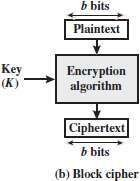 b bits
Plaintext
Key
(K)
Encryption
algorithm
Ciphertext
b bits
(b) Block cipher